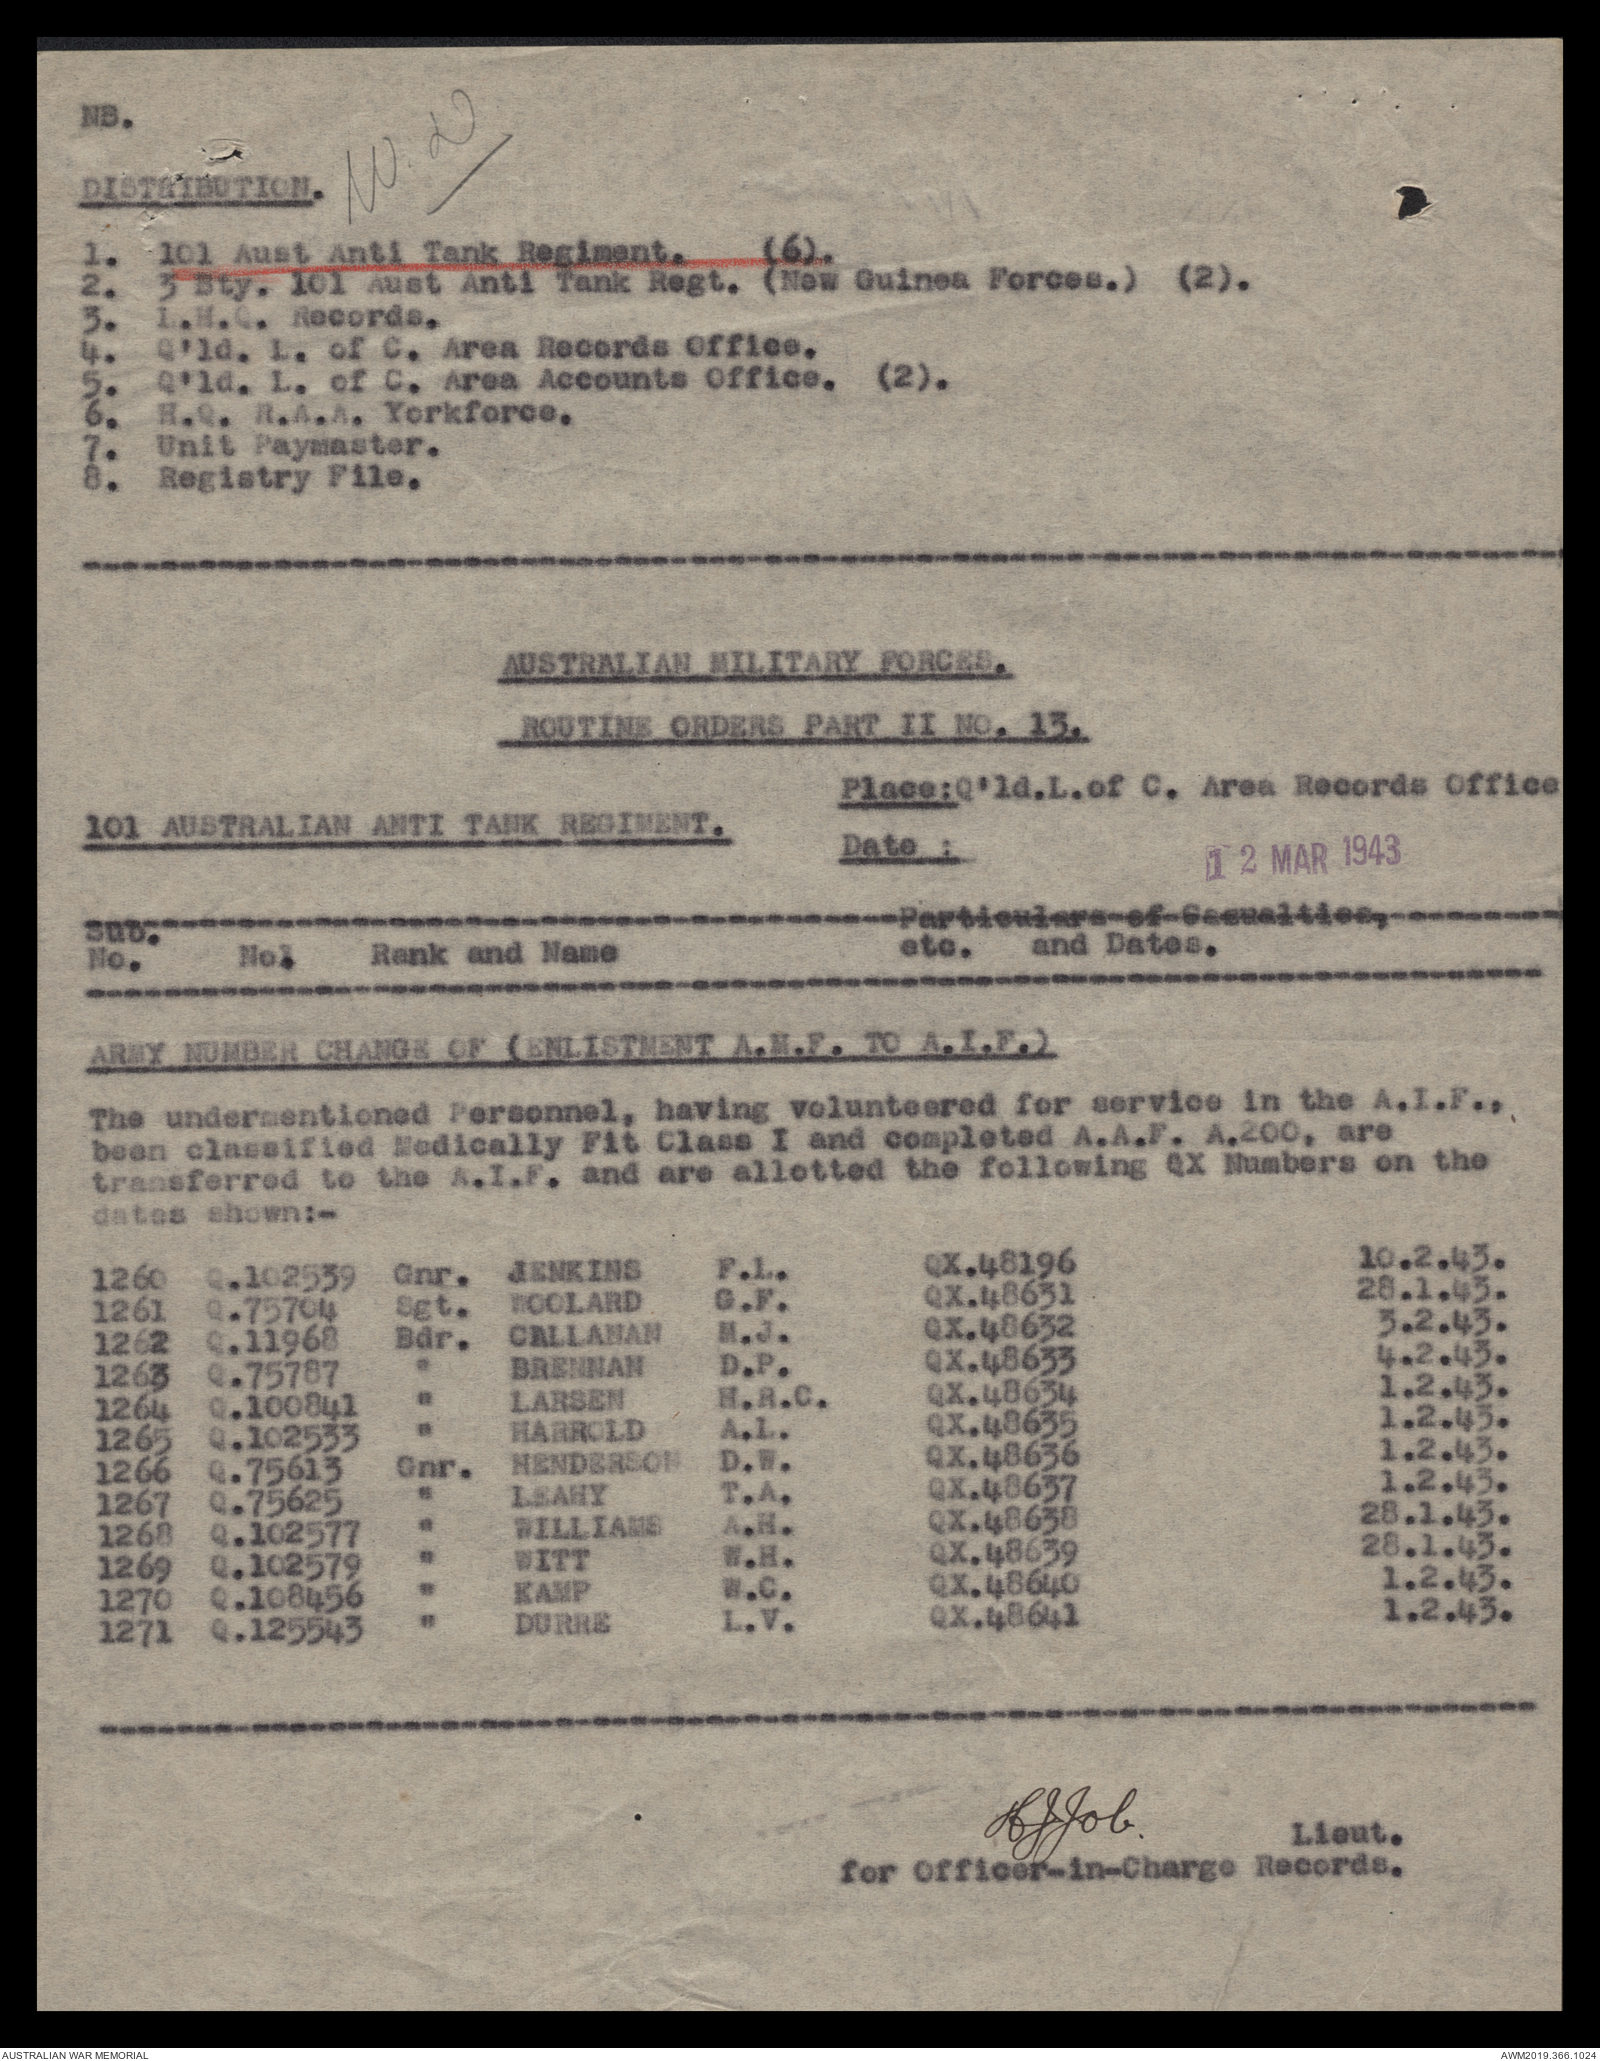 NB.
DISTRIBUTION.
1. 101 Aust Anti Tank Regiment. (6).
2. 3 Bty. 101 Aust Anti Tank Regt. (New Guinea Forces.) (2).
3. L.H.Q. Records.
4. Q'ld. L. of C. Area Records Office.
5. Q'ld. L. of C. Area Accounts Office. (2).
6. H.Q. R.A.A. Yorkforce.
7. Unit Paymaster.
8. Registry File.
AUSTRALIAN MILITARY FORCES.
ROUTINE ORDERS PART II NO. 13.
Place:Q'ld.L.of C. Area Records Office
101 AUSTRALIAN ANTI TANK REGIMENT.
Date :
12 MAR 1943
Sub. Particulars of Casualties,
No. No. Rank and Name etc. and Dates.
ARMY NUMBER CHANGE OF (ENLISTMENT A.M.F. TO A.I.F.)
The undermentioned Personnel, having volunteered for service in the A.I.F.,
been classified Medically Fit Class I and completed A.A.F. A.200, are
transferred to the A.I.F. and are allotted the following QX Numbers on the
dates shown:-
1260 Q.102539 Gnr. JENKINS F.L. QX.48196 10.2.43.
1261 Q.75704 Sgt. WOOLARD G.F. QX.48631 28.1.43.
1262 Q.11968 Bdr. CALLANAN M.J. QX.48632 3.2.43.
1263 Q.75787 " BRENNAN D.P. QX.48633 4.2.43.
1264 Q.100841 " LARSEN H.R.C. QX.48634 1.2.43.
1265 Q.102533 " HARROLD A.L. QX.48635 1.2.43.
1266 Q.75613 Gnr. HENDERSON D.W. QX.48636 1.2.43.
1267 Q.75625 " LEAHY T.A. QX.48637 1.2.43.
1268 Q.102577 " WILLIAMS A.H. QX.48638 28.1.43.
1269 Q.102579 " WITT W.H. QX.48639 28.1.43.
1270 Q.108456 " KAMP W.C. QX.48640 1.2.43.
1271 Q.125543 " DURRE L.V. QX.48641 1.2.43.
HJJob. Lieut.
for Officer-in-Charge Records.
AUSTRALIAN WAR MEMORIAL
AWM2019.366.1024